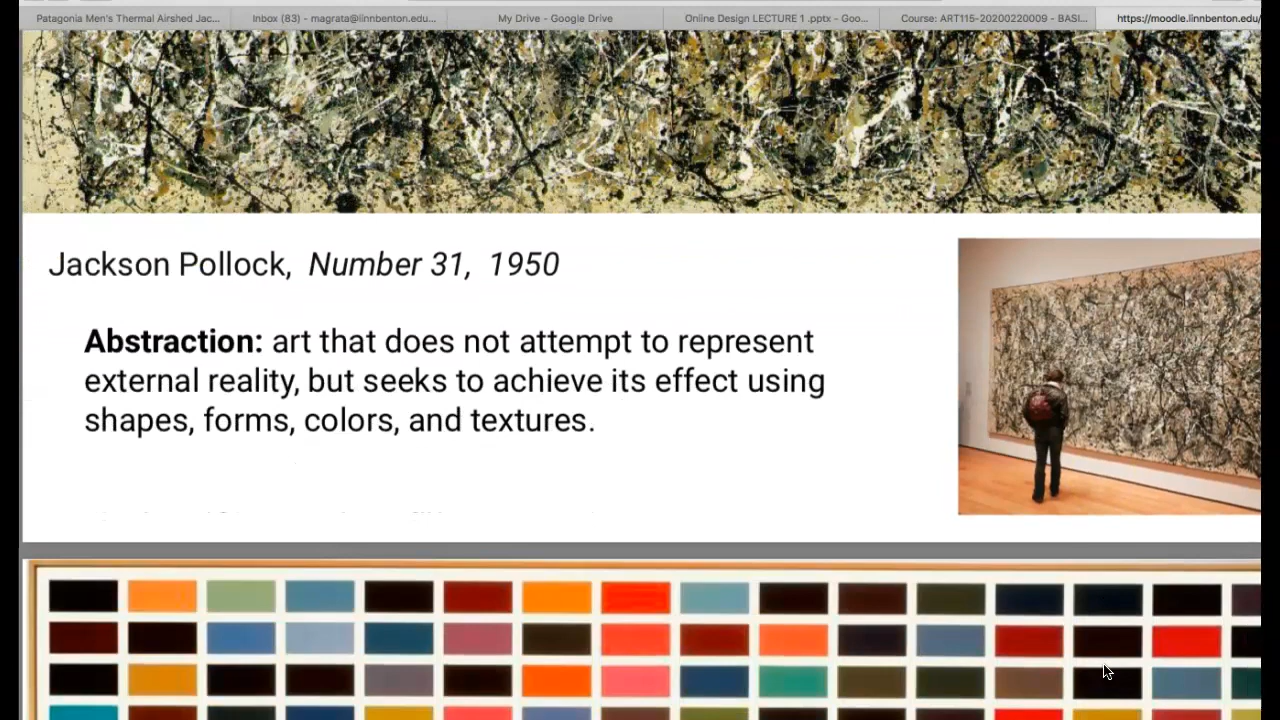 Patagonia Men's Thermal Airshed Jac...
Inbox (83) - magrata@linnbenton.edu...
My Drive - Google Drive
Online Design LECTURE 1 .pptx - Goo...
Course: ART115-20200220009 - BASI...
https://moodle.linnbenton.edu/
Jackson Pollock, Number 31, 1950
Abstraction: art that does not attempt to represent
external reality, but seeks to achieve its effect using
shapes, forms, colors, and textures.